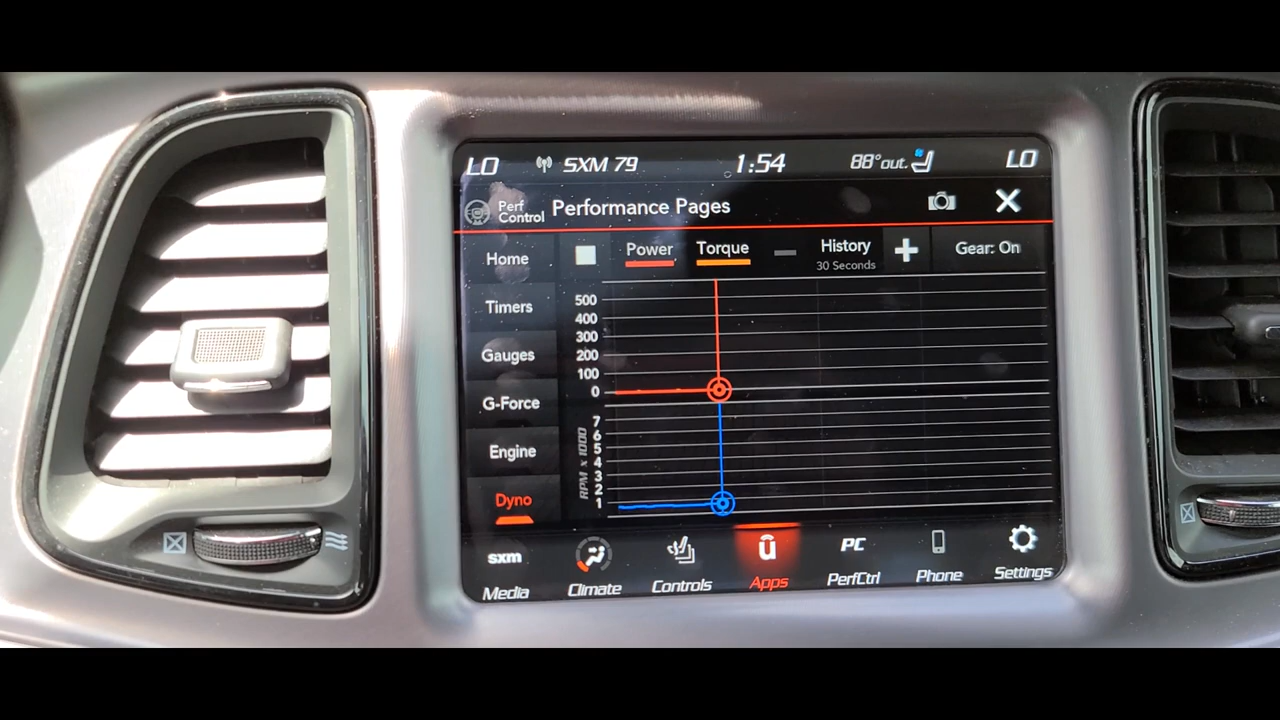 LO SXM 79 1:54 88°out. LO
Perf Control Performance Pages
Home Power Torque History 30 Seconds Gear: On
Timers
Gauges
G-Force
Engine
Dyno
500
400
300
200
100
0
RPM x 1000
7
6
5
4
3
2
1
sxm ū PC
Media Climate Controls Apps PerfCtrl Phone Settings